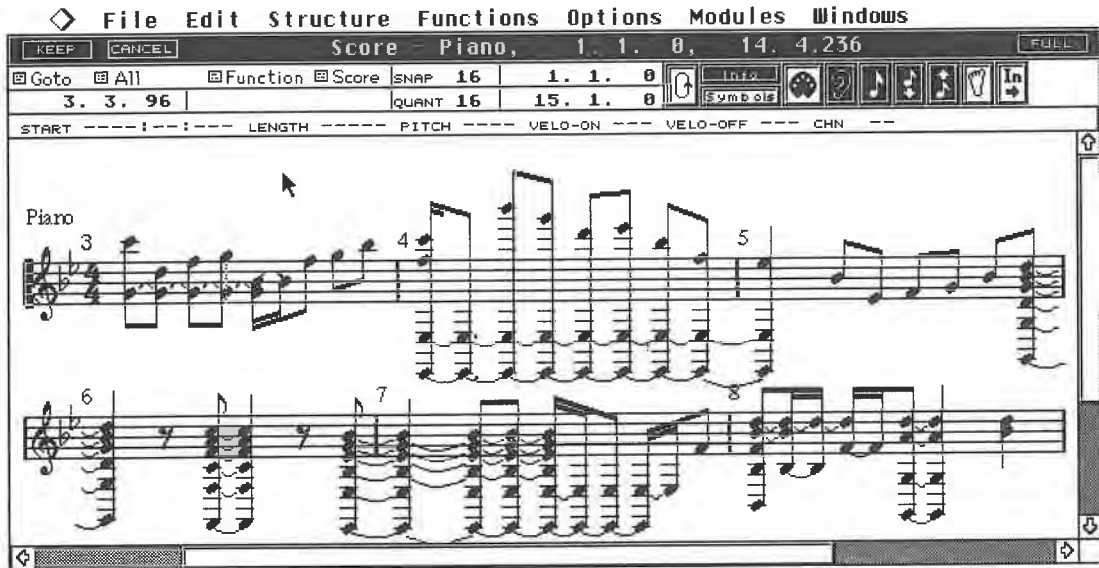 File Edit Structure Functions Options Modules Windows
KEEP CANCEL Score - Piano, 1. 1. 0, 14. 4.236 FULL
Goto All Function Score SNAP 16 1. 1. 0 Info In
3. 3. 96 QUANT 16 15. 1. 0 Symbols
START ----:--:--- LENGTH ----- PITCH ---- VELO-ON --- VELO-OFF --- CHN --
Piano
3 4 5
4
4
6 7 8